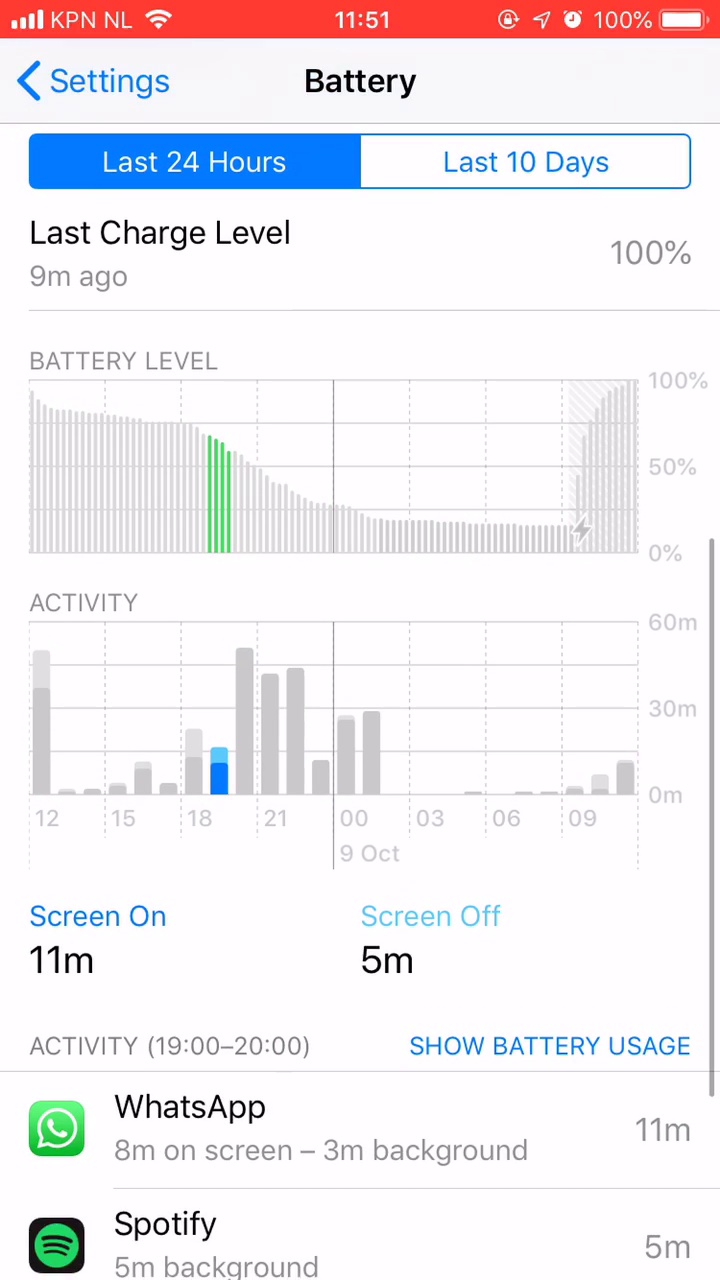 KPN NL 11:51 100%
Settings Battery
Last 24 Hours Last 10 Days
Last Charge Level
100%
9m ago
BATTERY LEVEL
100%
50%
0%
ACTIVITY
60m
30m
0m
12 15 18 21 00 03 06 09
9 Oct
Screen On Screen Off
11m 5m
ACTIVITY (19:00–20:00) SHOW BATTERY USAGE
WhatsApp
11m
8m on screen – 3m background
Spotify
5m
5m background